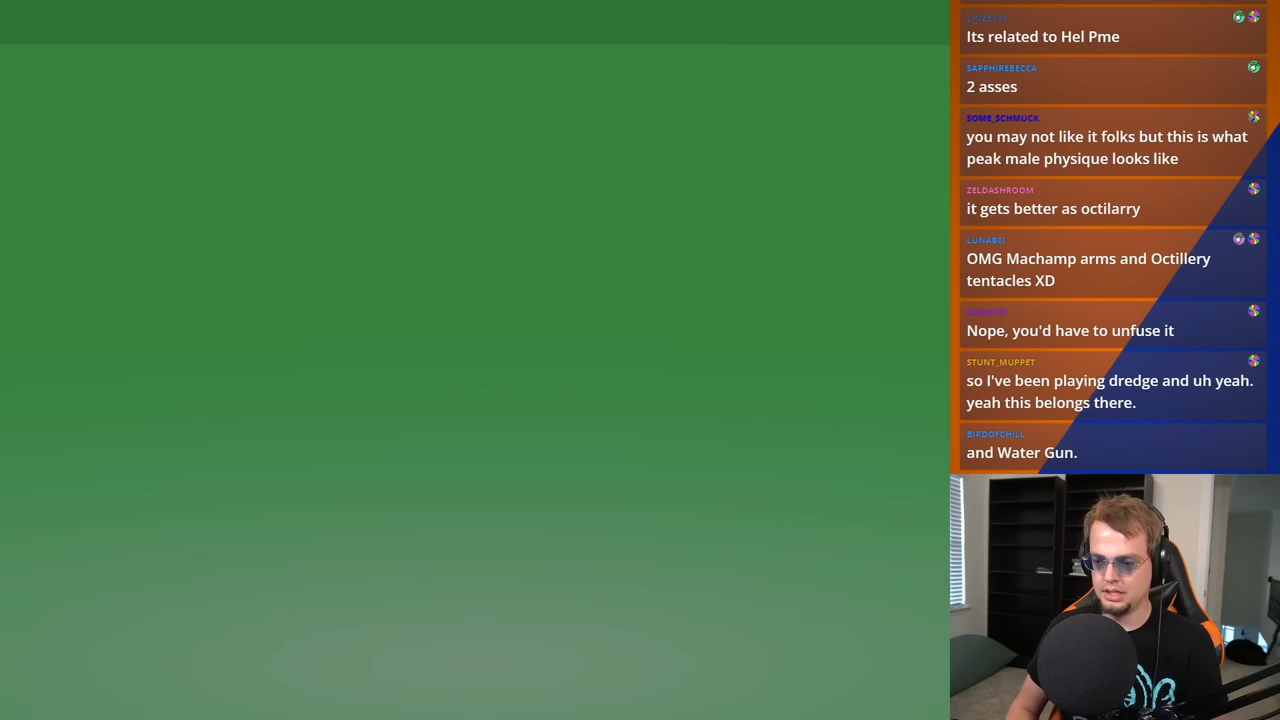 Its related to Hel Pme
SAPPHIREBECCA
2 asses
SOME_SCHMUCK
you may not like it folks but this is what
peak male physique looks like
ZELDASHROOM
it gets better as octilarry
LUNAB0I
OMG Machamp arms and Octillery
tentacles XD
Nope, you'd have to unfuse it
STUNT_MUPPET
so I've been playing dredge and uh yeah.
yeah this belongs there.
BIRDOFCHILL
and Water Gun.